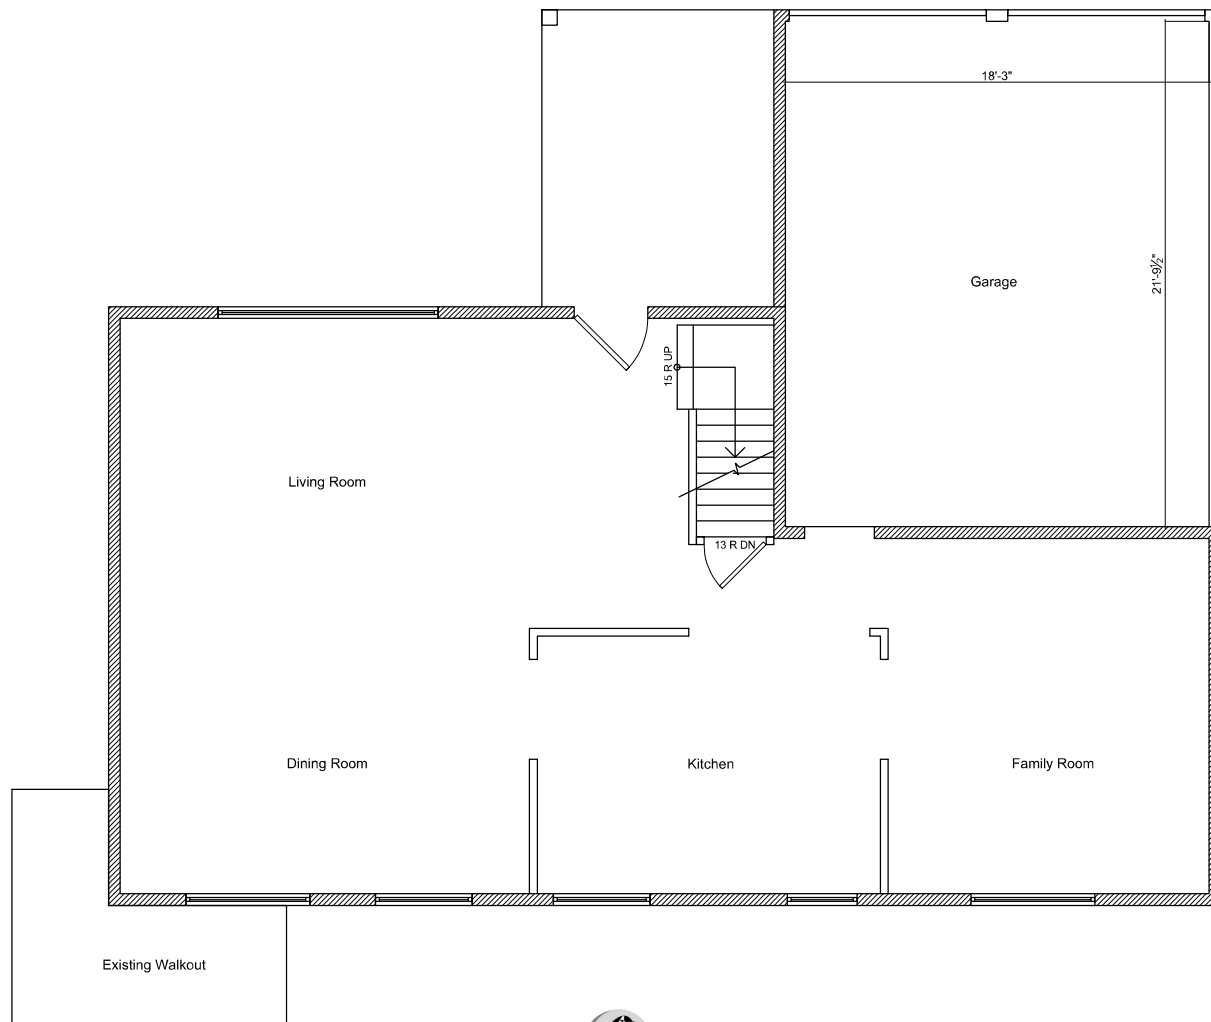 18'-3"
21'-9½"
Garage
15 R UP
Living Room
13 R DN
Dining Room
Kitchen
Family Room
Existing Walkout